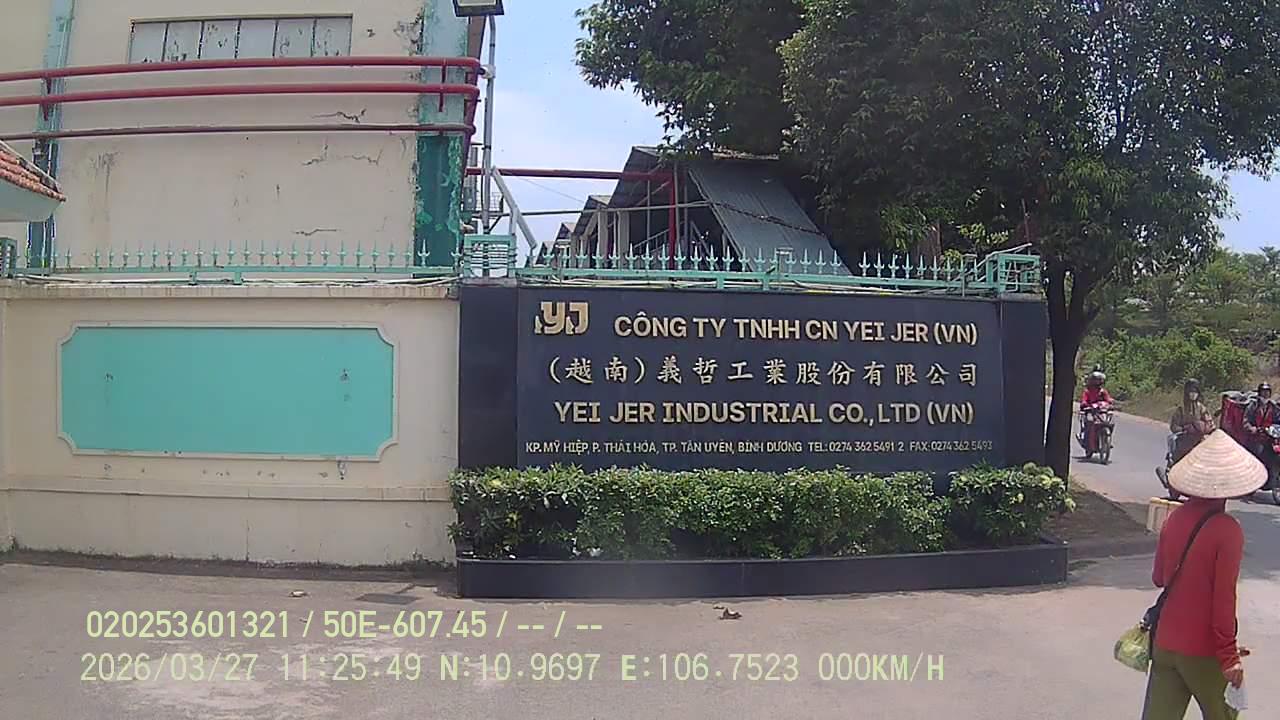 YJ
CÔNG TY TNHH CN YEI JER (VN)
(越南)義哲工業股份有限公司
YEI JER INDUSTRIAL CO.,LTD (VN)
KP. MỸ HIỆP, P. THÁI HÒA, TP. TÂN UYÊN, BÌNH DƯƠNG TEL: 0274 362 5491 2 FAX: 0274 362 5493
020253601321 / 50E-607.45 / -- / --
2026/03/27 11:25:49 N:10.9697 E:106.7523 000KM/H